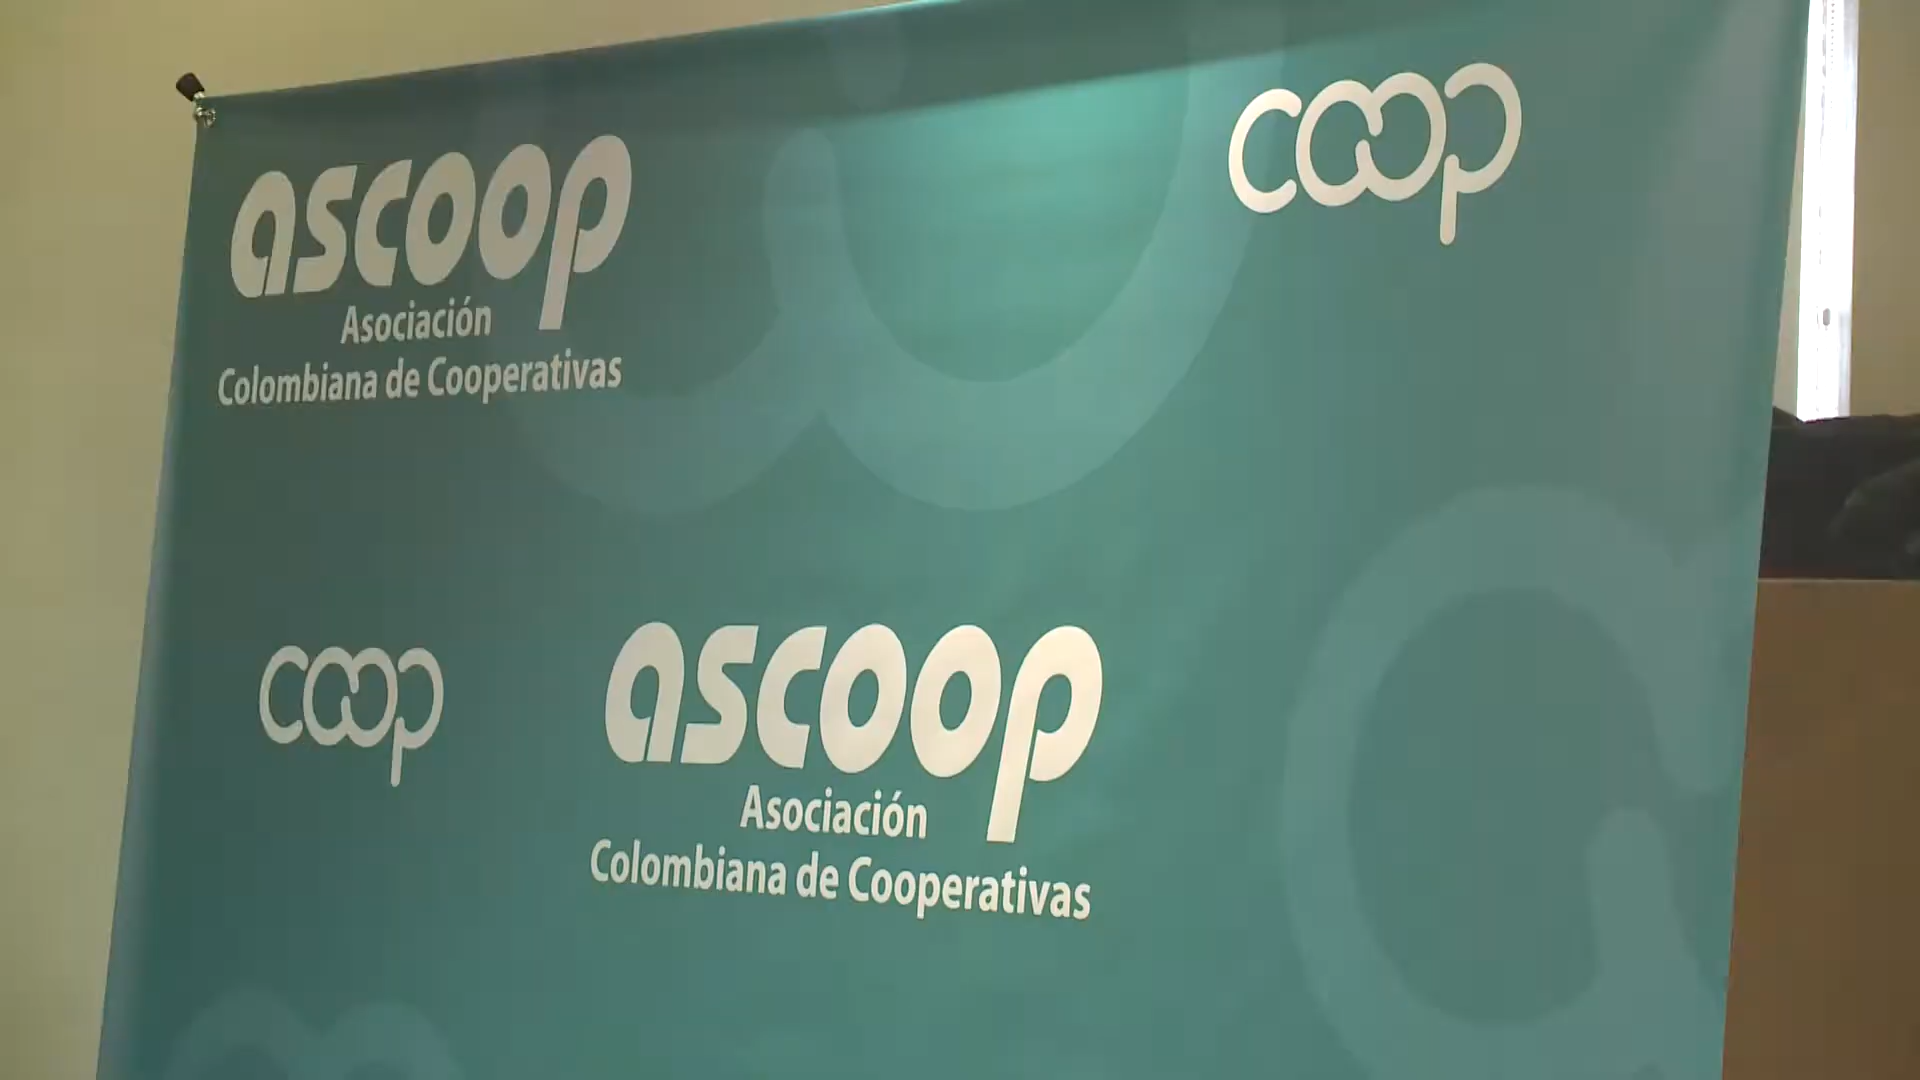 ascoop
Asociación
Colombiana de Cooperativas
coop
coop
ascoop
Asociación
Colombiana de Cooperativas